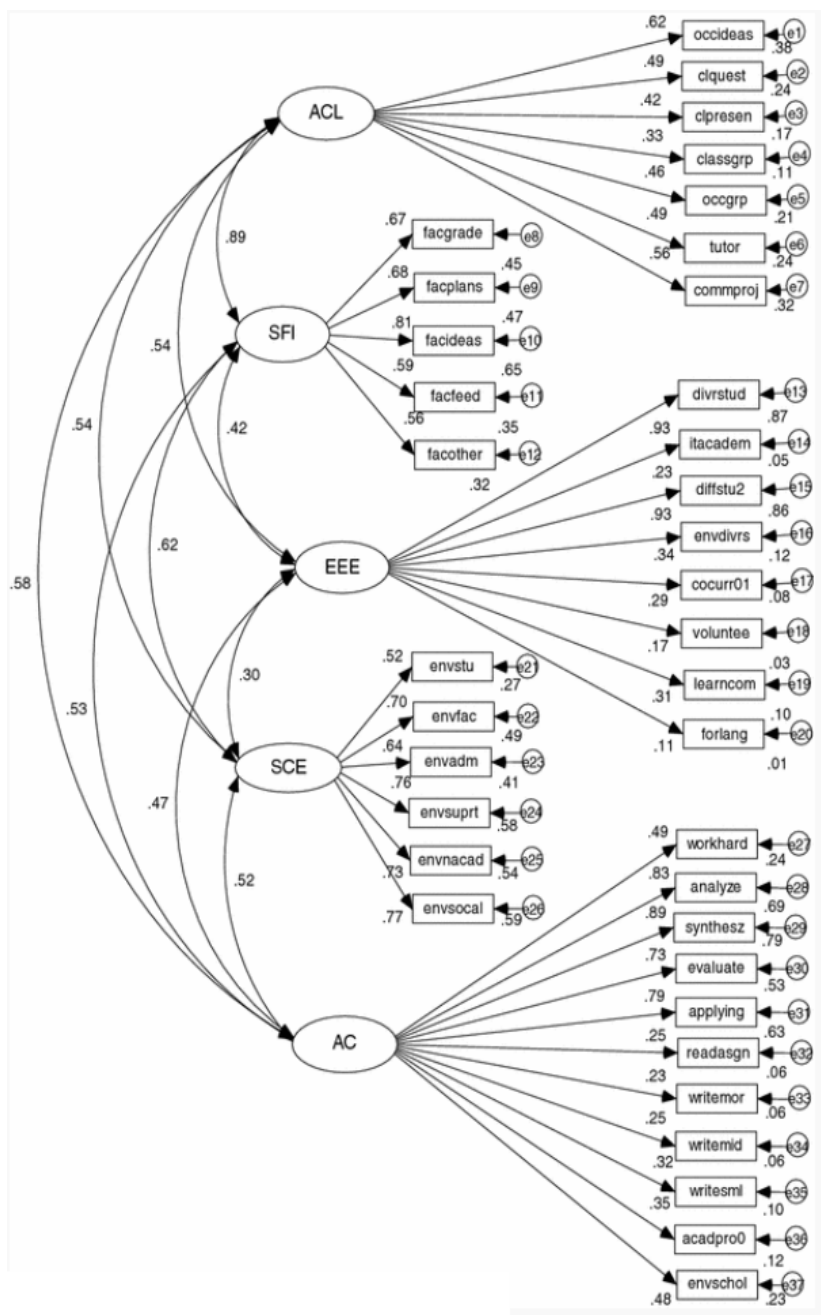 .62
occideas
e1
.38
.49
clquest
e2
.24
ACL
.42
clpresen
e3
.17
.33
classgrp
e4
.11
.46
occgrp
e5
.21
.49
tutor
e6
.24
.56
commproj
e7
.32
.89
.67
facgrade
e8
.45
.68
facplans
e9
.47
SFI
.81
facideas
e10
.65
.59
facfeed
e11
.35
.56
facother
e12
.32
.54
.54
.42
divrstud
e13
.87
.93
itacadem
e14
.05
.23
diffstu2
e15
.86
.93
envdivrs
e16
.12
.34
EEE
cocurr01
e17
.08
.29
voluntee
e18
.03
.17
learncom
e19
.10
.31
forlang
e20
.01
.11
.62
.58
.30
.53
.52
envstu
e21
.27
.70
envfac
e22
.49
SCE
.64
envadm
e23
.41
.76
envsuprt
e24
.58
envnacad
e25
.54
.73
envsocal
e26
.59
.77
.47
.52
.49
workhard
e27
.24
.83
analyze
e28
.69
.89
synthesz
e29
.79
.73
evaluate
e30
.53
.79
applying
e31
.63
AC
.25
readasgn
e32
.06
.23
writemor
e33
.06
.25
writemid
e34
.06
.32
writesml
e35
.10
.35
acadpro0
e36
.12
envschol
e37
.23
.48